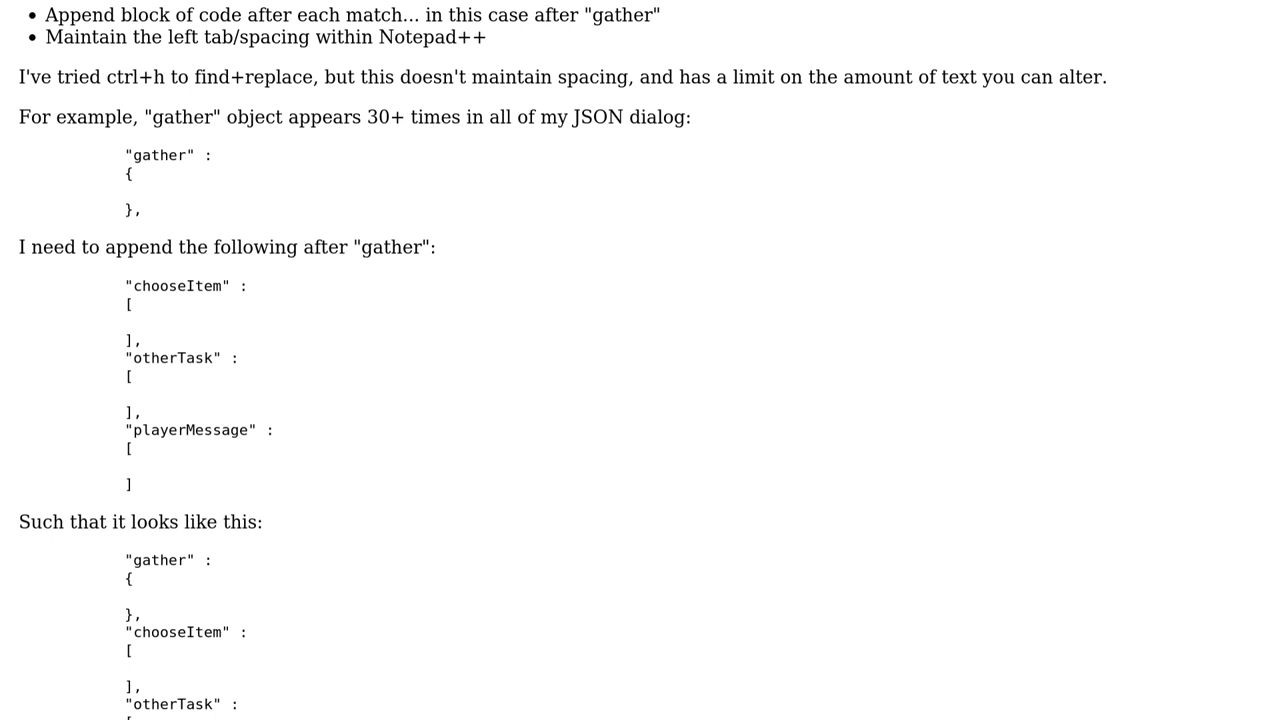 Append block of code after each match... in this case after "gather"
Maintain the left tab/spacing within Notepad++
I've tried ctrl+h to find+replace, but this doesn't maintain spacing, and has a limit on the amount of text you can alter.
For example, "gather" object appears 30+ times in all of my JSON dialog:
"gather" :
{
},
I need to append the following after "gather":
"chooseItem" :
[
],
"otherTask" :
[
],
"playerMessage" :
[
]
Such that it looks like this:
"gather" :
{
},
"chooseItem" :
[
],
"otherTask" :